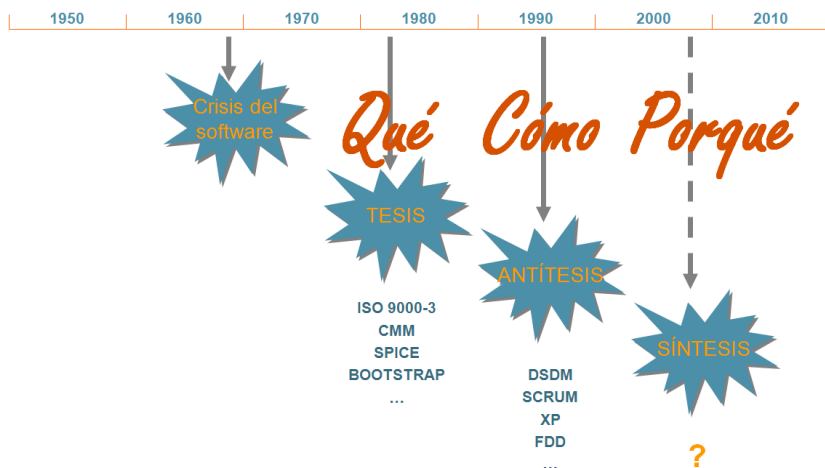 1950 1960 1970 1980 1990 2000 2010
Crisis del
software
Qué Cómo Porqué
TESIS
ANTÍTESIS
SÍNTESIS
ISO 9000-3
CMM
SPICE
BOOTSTRAP
...
DSDM
SCRUM
XP
FDD
...
?